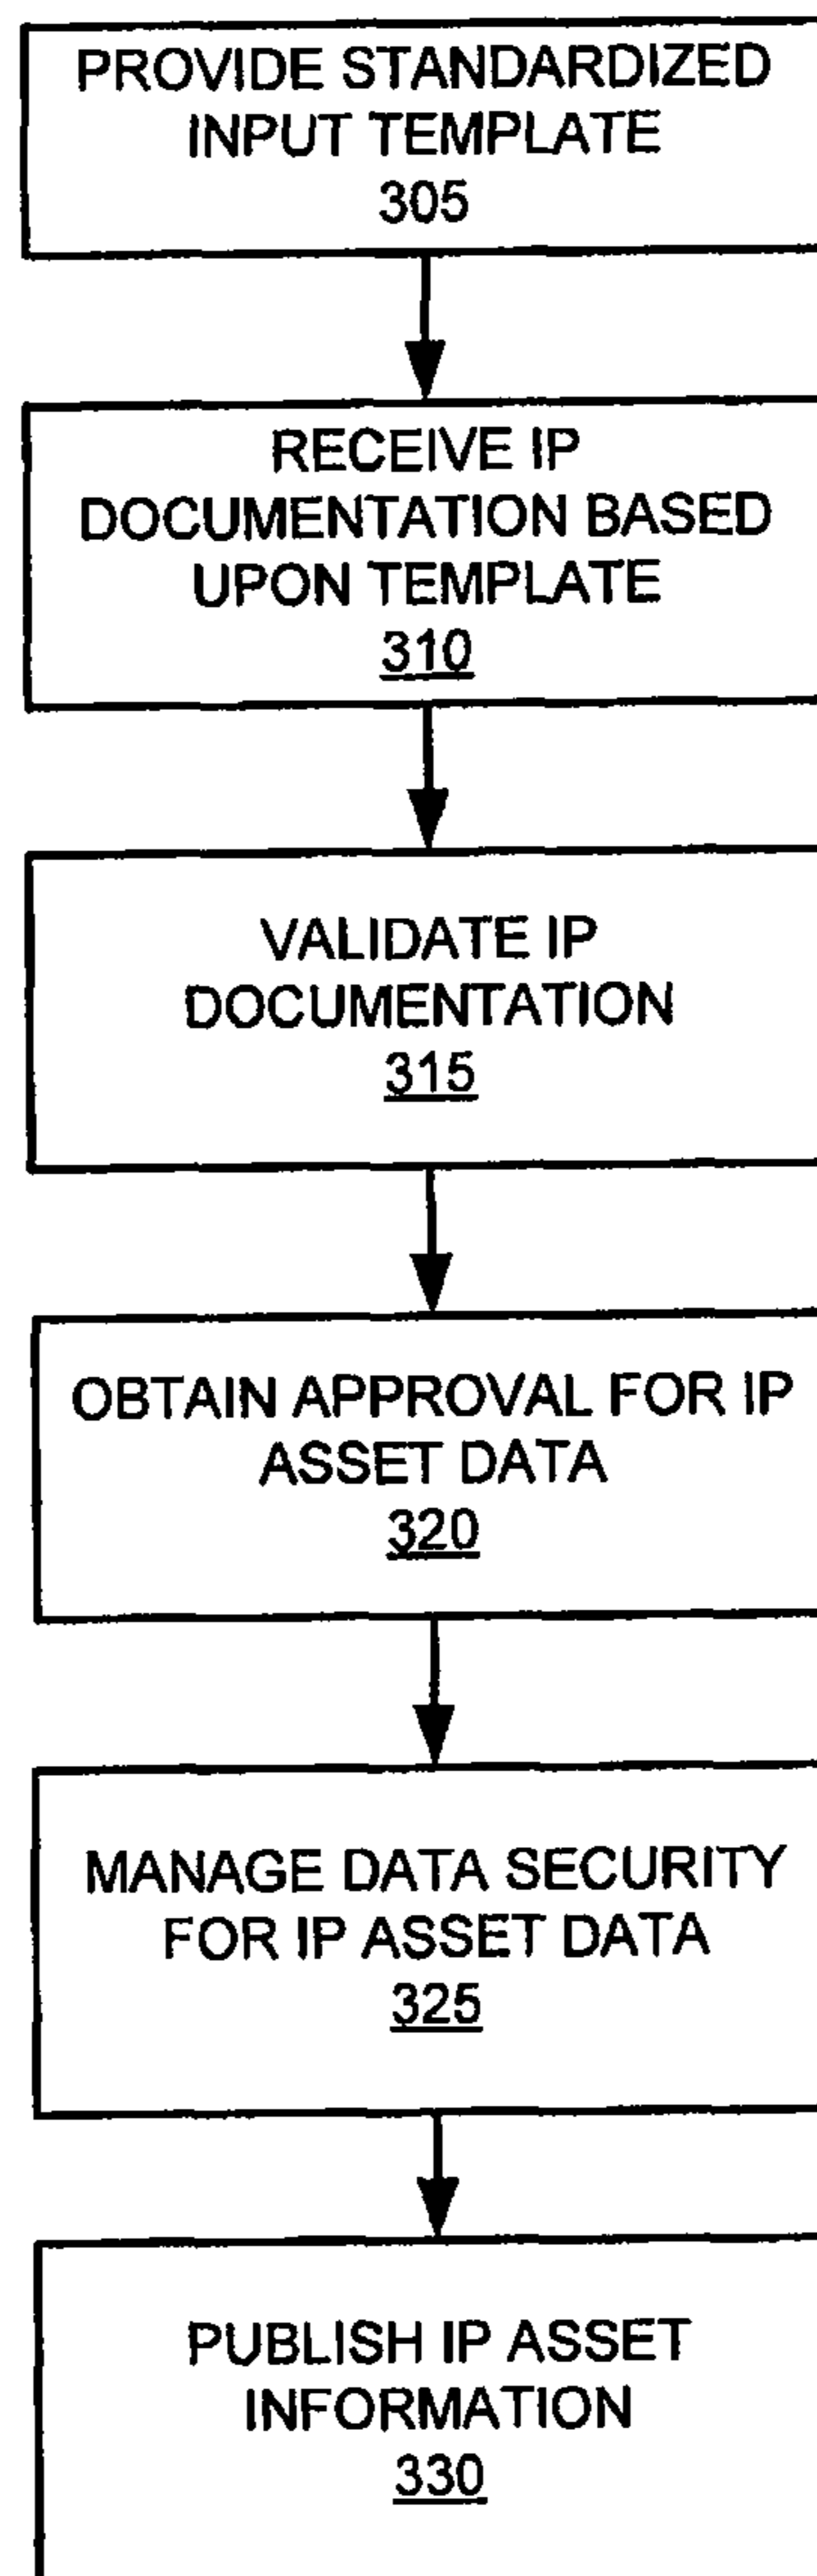 PROVIDE STANDARDIZED
INPUT TEMPLATE
305
RECEIVE IP
DOCUMENTATION BASED
UPON TEMPLATE
310
VALIDATE IP
DOCUMENTATION
315
OBTAIN APPROVAL FOR IP
ASSET DATA
320
MANAGE DATA SECURITY
FOR IP ASSET DATA
325
PUBLISH IP ASSET
INFORMATION
330